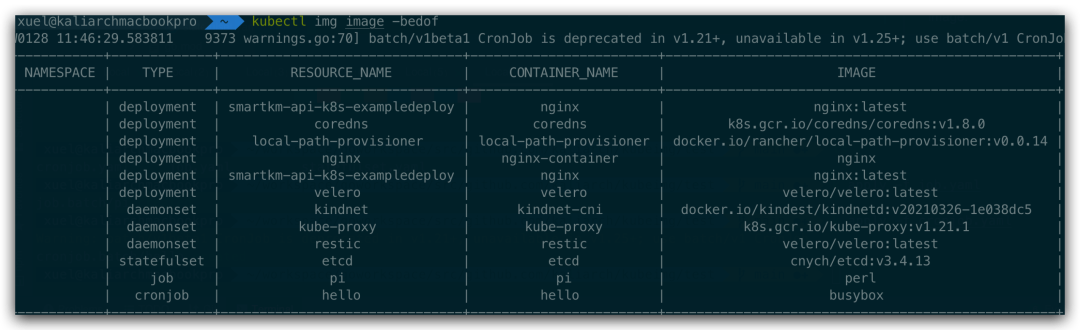 xuel@kaliarchmacbookpro ~ kubectl img image -bedof
W0128 11:46:29.583811 9373 warnings.go:70] batch/v1beta1 CronJob is deprecated in v1.21+, unavailable in v1.25+; use batch/v1 CronJo
NAMESPACE | TYPE | RESOURCE_NAME | CONTAINER_NAME | IMAGE |
| deployment | smartkm-api-k8s-exampledeploy | nginx | nginx:latest |
| deployment | coredns | coredns | k8s.gcr.io/coredns/coredns:v1.8.0 |
| deployment | local-path-provisioner | local-path-provisioner | docker.io/rancher/local-path-provisioner:v0.0.14 |
| deployment | nginx | nginx-container | nginx |
| deployment | smartkm-api-k8s-exampledeploy | nginx | nginx:latest |
| deployment | velero | velero | velero/velero:latest |
| daemonset | kindnet | kindnet-cni | docker.io/kindest/kindnetd:v20210326-1e038dc5 |
| daemonset | kube-proxy | kube-proxy | k8s.gcr.io/kube-proxy:v1.21.1 |
| daemonset | restic | restic | velero/velero:latest |
| statefulset | etcd | etcd | cnych/etcd:v3.4.13 |
| job | pi | pi | perl |
| cronjob | hello | hello | busybox |